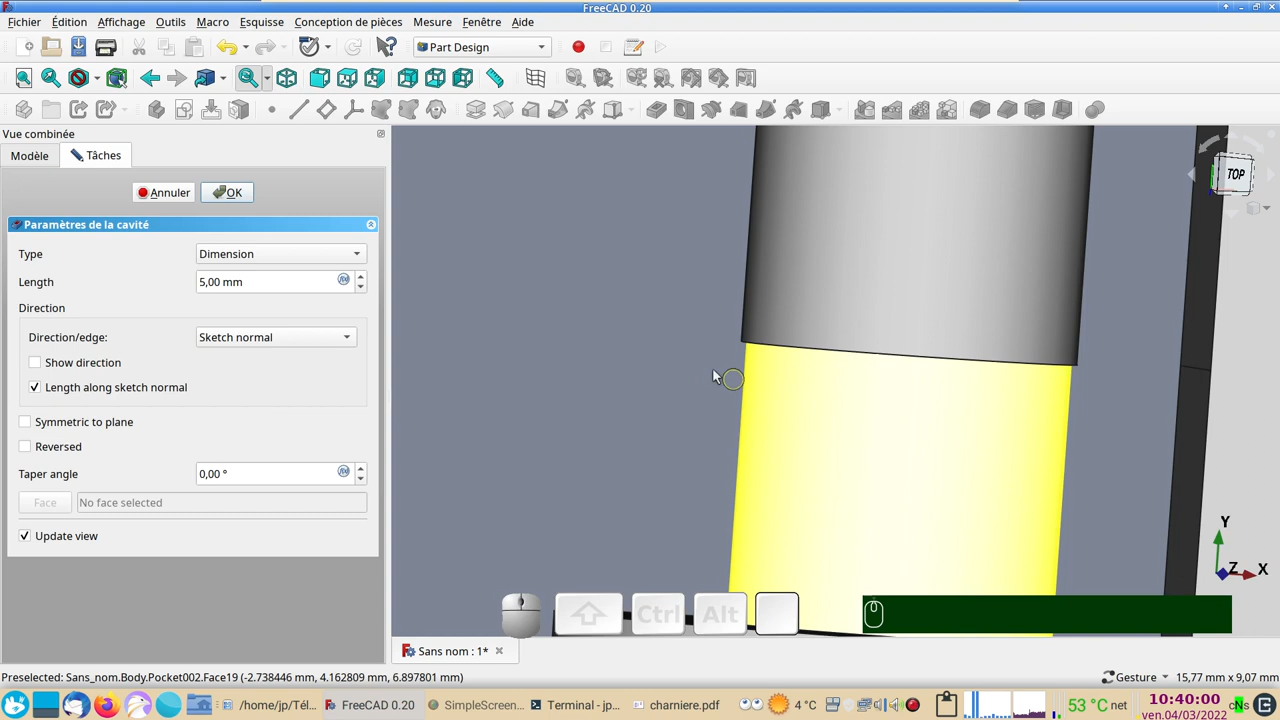 FreeCAD 0.20
Fichier Édition Affichage Outils Macro Esquisse Conception de pièces Mesure Fenêtre Aide
Part Design
Vue combinée
Modèle Tâches
Annuler OK
Paramètres de la cavité
Type Dimension
Length 5,00 mm
Direction
Direction/edge: Sketch normal
Show direction
Length along sketch normal
Symmetric to plane
Reversed
Taper angle 0,00 °
Face No face selected
Update view
TOP
Y
Z X
Ctrl Alt
Sans nom : 1*
Preselected: Sans_nom.Body.Pocket002.Face19 (-2.738446 mm, 4.162809 mm, 6.897801 mm)
Gesture 15,77 mm x 9,07 mm
/home/jp/Tél... FreeCAD 0.20 SimpleScreen... Terminal - jp... charniere.pdf 4 °C 53 °C net 10:40:00
ven.04/03/2022